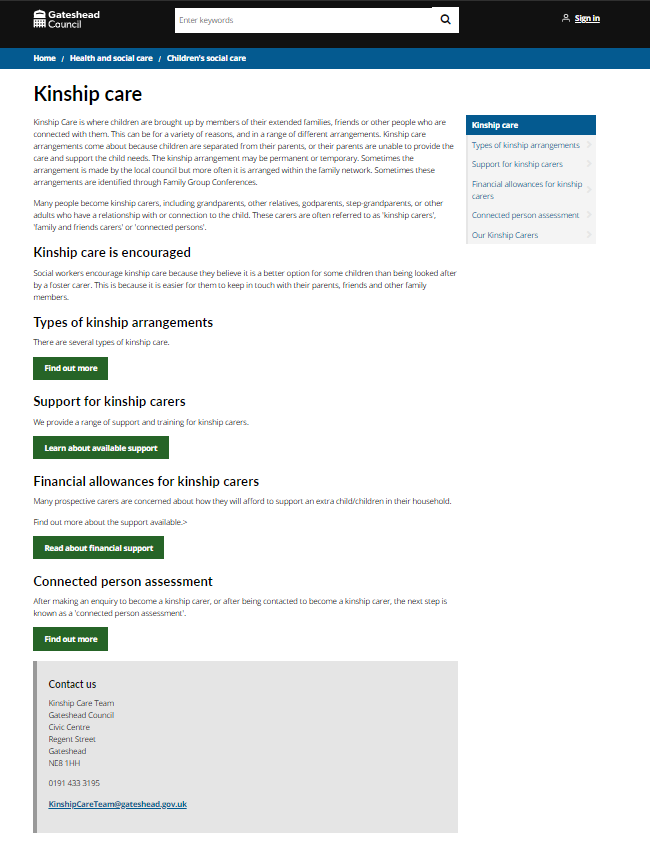 Gateshead
Council
Enter keywords
Sign in
Home / Health and social care / Children's social care
Kinship care
Kinship Care is where children are brought up by members of their extended families, friends or other people who are
connected with them. This can be for a variety of reasons, and in a range of different arrangements. Kinship care
arrangements come about because children are separated from their parents, or their parents are unable to provide the
care and support the child needs. The kinship arrangement may be permanent or temporary. Sometimes the
arrangement is made by the local council but more often it is arranged within the family network. Sometimes these
arrangements are identified through Family Group Conferences.
Many people become kinship carers, including grandparents, other relatives, godparents, step-grandparents, or other
adults who have a relationship with or connection to the child. These carers are often referred to as 'kinship carers',
'family and friends carers' or 'connected persons'.
Kinship care is encouraged
Social workers encourage kinship care because they believe it is a better option for some children than being looked after
by a foster carer. This is because it is easier for them to keep in touch with their parents, friends and other family
members.
Types of kinship arrangements
There are several types of kinship care.
Find out more
Support for kinship carers
We provide a range of support and training for kinship carers.
Learn about available support
Financial allowances for kinship carers
Many prospective carers are concerned about how they will afford to support an extra child/children in their household.
Find out more about the support available.>
Read about financial support
Connected person assessment
After making an enquiry to become a kinship carer, or after being contacted to become a kinship carer, the next step is
known as a 'connected person assessment'.
Find out more
Contact us
Kinship Care Team
Gateshead Council
Civic Centre
Regent Street
Gateshead
NE8 1HH
0191 433 3195
KinshipCareTeam@gateshead.gov.uk
Kinship care
Types of kinship arrangements
Support for kinship carers
Financial allowances for kinship
carers
Connected person assessment
Our Kinship Carers